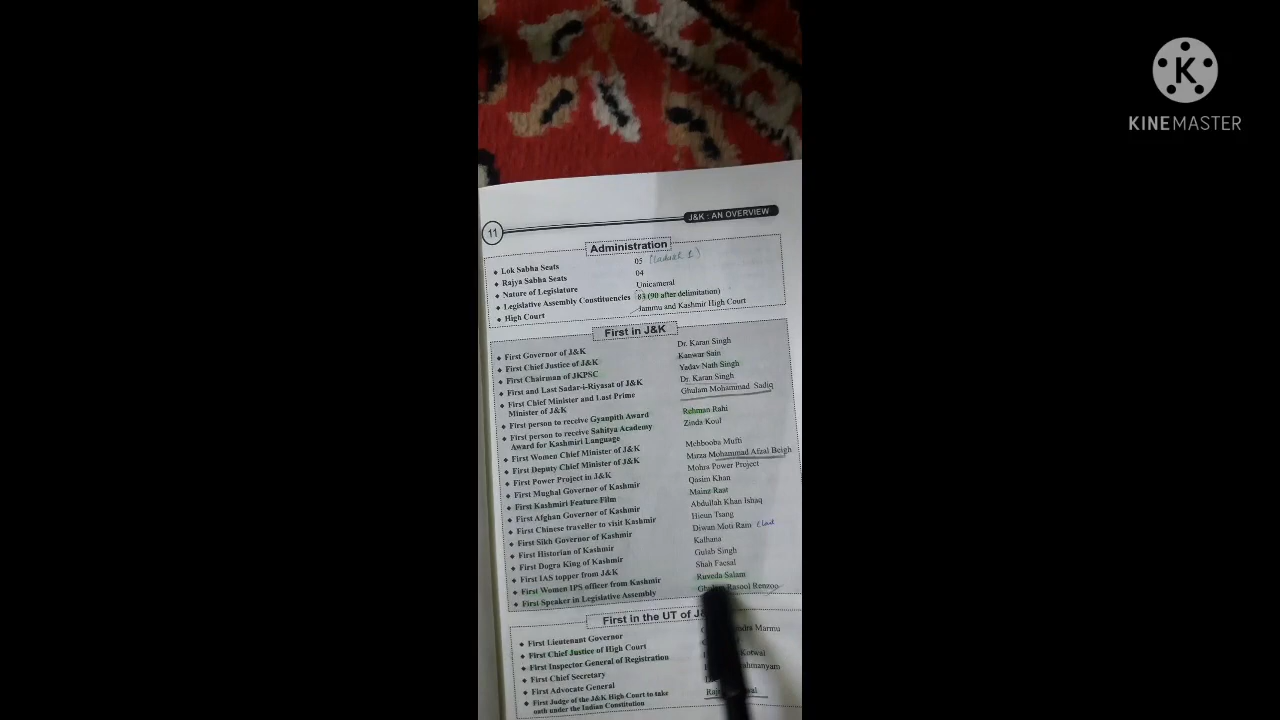 KINEMASTER
11
J&K : AN OVERVIEW
Administration
♦ Lok Sabha Seats 05 (Ladakh 1)
♦ Rajya Sabha Seats 04
♦ Nature of Legislature Unicameral
♦ Legislative Assembly Constituencies 83 (90 after delimitation)
♦ High Court Jammu and Kashmir High Court
First in J&K
♦ First Governor of J&K Dr. Karan Singh
♦ First Chief Justice of J&K Kanwar Sain
♦ First Chairman of JKPSC Yadav Nath Singh
♦ First and Last Sadar-i-Riyasat of J&K Dr. Karan Singh
♦ First Chief Minister and Last Prime Ghulam Mohammad Sadiq
Minister of J&K
♦ First person to receive Gyanpith Award Rehman Rahi
♦ First person to receive Sahitya Academy Zinda Koul
Award for Kashmiri Language
♦ First Women Chief Minister of J&K Mehbooba Mufti
♦ First Deputy Chief Minister of J&K Mirza Mohammad Afzal Beigh
♦ First Power Project in J&K Mohra Power Project
♦ First Mughal Governor of Kashmir Qasim Khan
♦ First Kashmiri Feature Film Mainz Raat
♦ First Afghan Governor of Kashmir Abdullah Khan Ishaq
♦ First Chinese traveller to visit Kashmir Hieun Tsang
♦ First Sikh Governor of Kashmir Diwan Moti Ram
♦ First Historian of Kashmir Kalhana
♦ First Dogra King of Kashmir Gulab Singh
♦ First IAS topper from J&K Shah Faesal
♦ First Women IPS officer from Kashmir Ruveda Salam
♦ First Speaker in Legislative Assembly Rasool Renzoo
First in the UT of
♦ First Lieutenant Governor Marmu
♦ First Chief Justice of High Court
♦ First Inspector General of Registration Kotwal
♦ First Chief Secretary
♦ First Advocate General
♦ First Judge of the J&K High Court to take
oath under the Indian Constitution